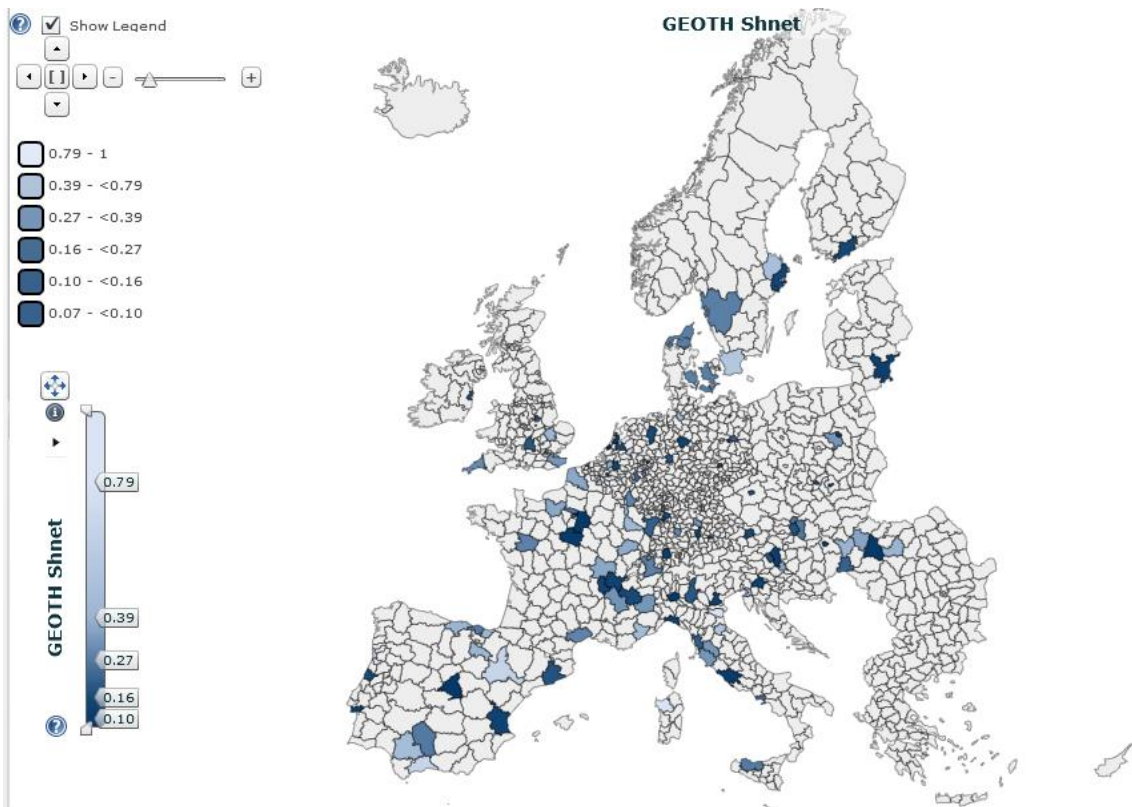 Show Legend
GEOTH Shnet
[ ]
-
+
0.79 - 1
0.39 - <0.79
0.27 - <0.39
0.16 - <0.27
0.10 - <0.16
0.07 - <0.10
GEOTH Shnet
0.79
0.39
0.27
0.16
0.10